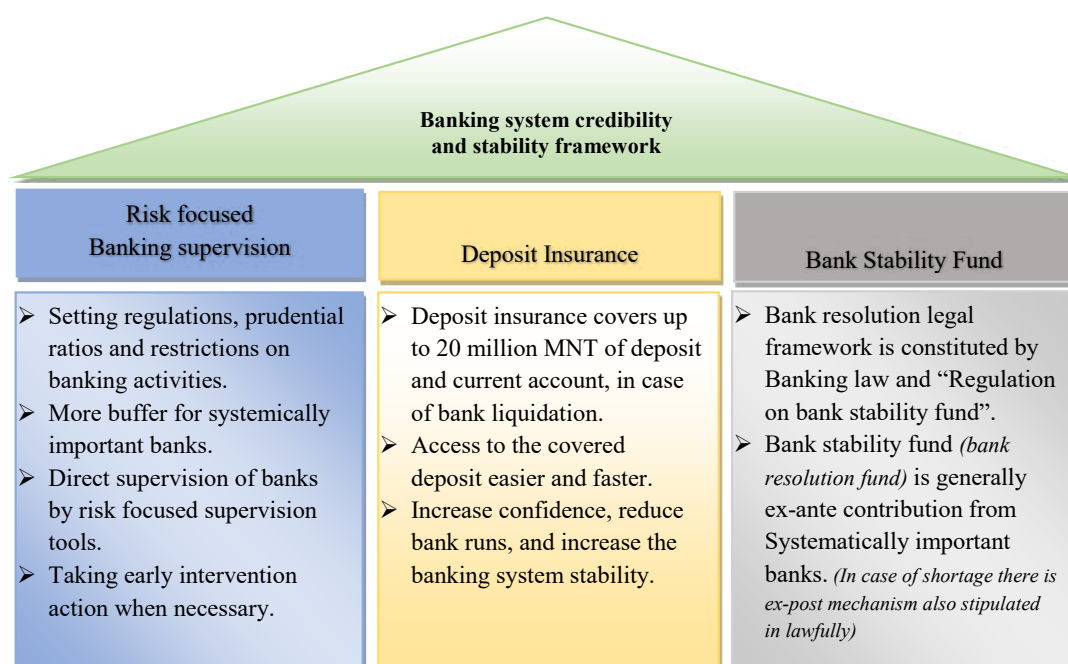 Banking system credibility
and stability framework
Risk focused
Banking supervision
➢ Setting regulations, prudential
ratios and restrictions on
banking activities.
➢ More buffer for systemically
important banks.
➢ Direct supervision of banks
by risk focused supervision
tools.
➢ Taking early intervention
action when necessary.
Deposit Insurance
➢ Deposit insurance covers up
to 20 million MNT of deposit
and current account, in case
of bank liquidation.
➢ Access to the covered
deposit easier and faster.
➢ Increase confidence, reduce
bank runs, and increase the
banking system stability.
Bank Stability Fund
➢ Bank resolution legal
framework is constituted by
Banking law and “Regulation
on bank stability fund”.
➢ Bank stability fund (bank
resolution fund) is generally
ex-ante contribution from
Systematically important
banks. (In case of shortage there is
ex-post mechanism also stipulated
in lawfully)